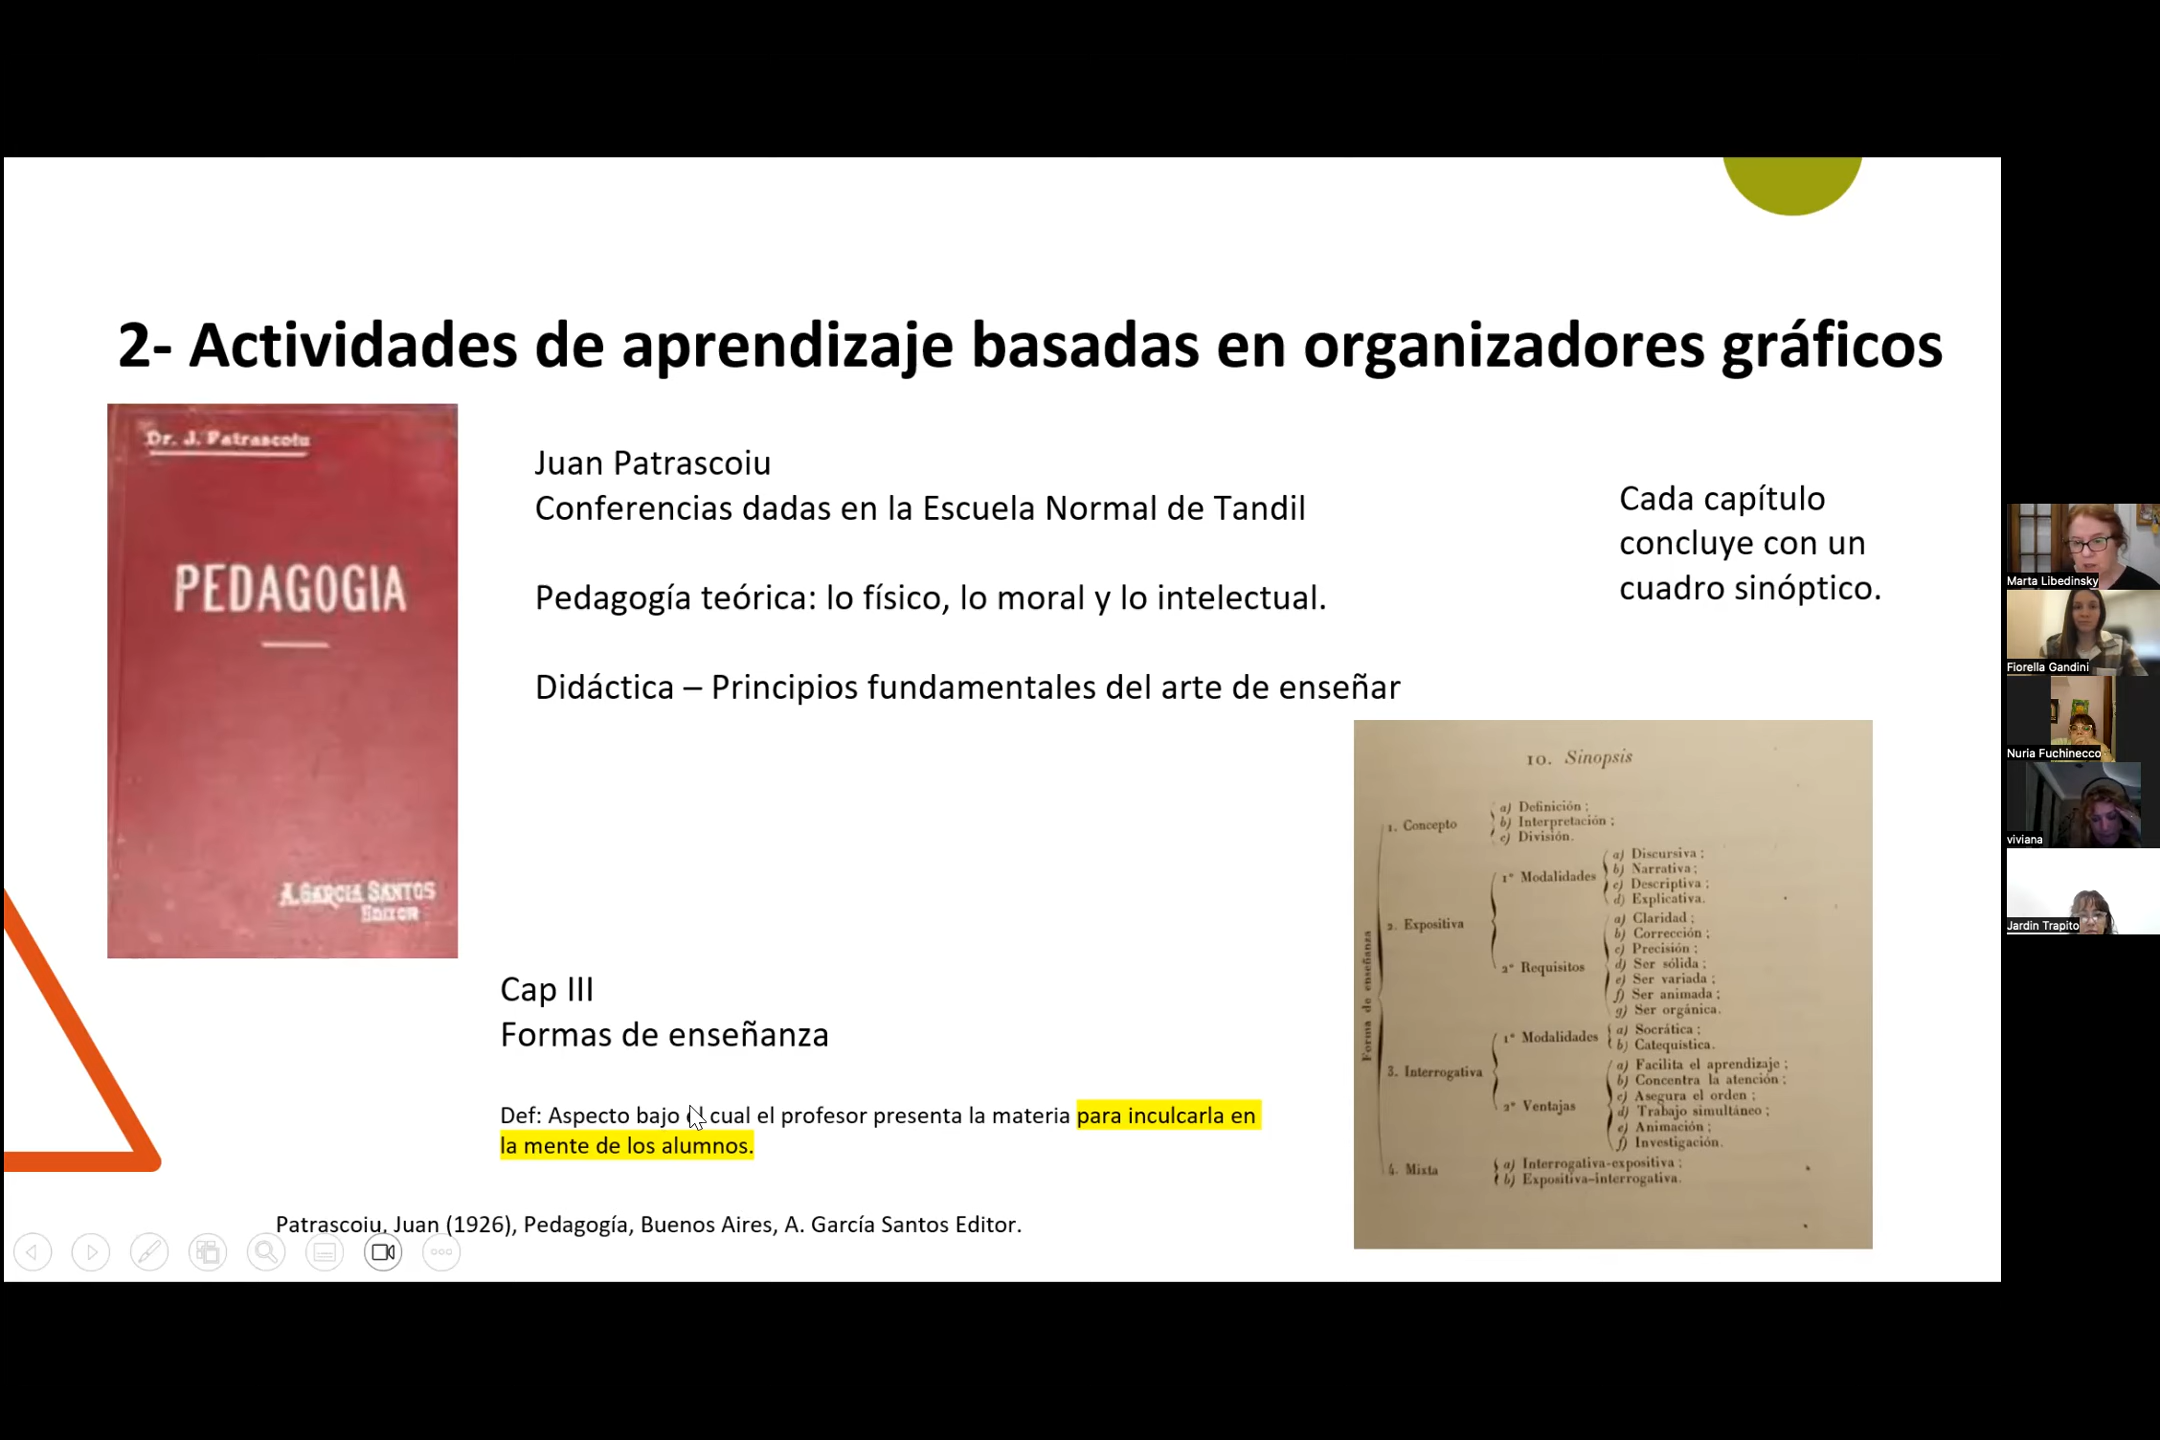 2- Actividades de aprendizaje basadas en organizadores gráficos
Dr. J. Patrascoiu
PEDAGOGIA
A. GARCIA SANTOS
EDITOR
Juan Patrascoiu
Conferencias dadas en la Escuela Normal de Tandil
Pedagogía teórica: lo físico, lo moral y lo intelectual.
Didáctica – Principios fundamentales del arte de enseñar
Cada capítulo
concluye con un
cuadro sinóptico.
Cap III
Formas de enseñanza
Def: Aspecto bajo el cual el profesor presenta la materia para inculcarla en
la mente de los alumnos.
Patrascoiu, Juan (1926), Pedagogía, Buenos Aires, A. García Santos Editor.
10. Sinopsis
Forma de enseñanza
1. Concepto
a) Definición ;
b) Interpretación ;
c) División.
2. Expositiva
1° Modalidades
a) Discursiva ;
b) Narrativa ;
c) Descriptiva ;
d) Explicativa.
2° Requisitos
a) Claridad ;
b) Corrección ;
c) Precisión ;
d) Ser sólida ;
e) Ser variada ;
f) Ser animada ;
g) Ser orgánica.
3. Interrogativa
1° Modalidades
a) Socrática ;
b) Catequística.
2° Ventajas
a) Facilita el aprendizaje ;
b) Concentra la atención ;
c) Asegura el orden ;
d) Trabajo simultáneo ;
e) Animación ;
f) Investigación.
4. Mixta
a) Interrogativa-expositiva ;
b) Expositiva-interrogativa.
Marta Libedinsky
Fiorella Gandini
Nuria Fuchinecco
viviana
Jardin Trapito